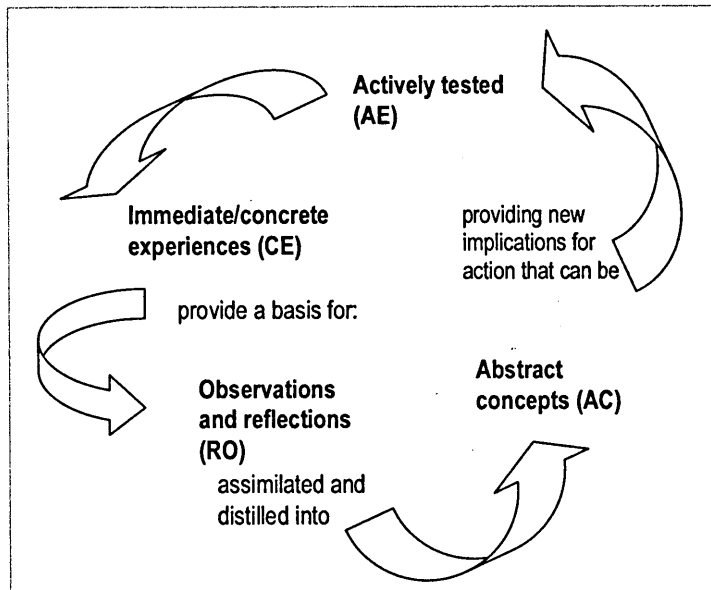 Actively tested
(AE)
Immediate/concrete
experiences (CE)
providing new
implications for
action that can be
provide a basis for:
Observations
and reflections
(RO)
Abstract
concepts (AC)
assimilated and
distilled into